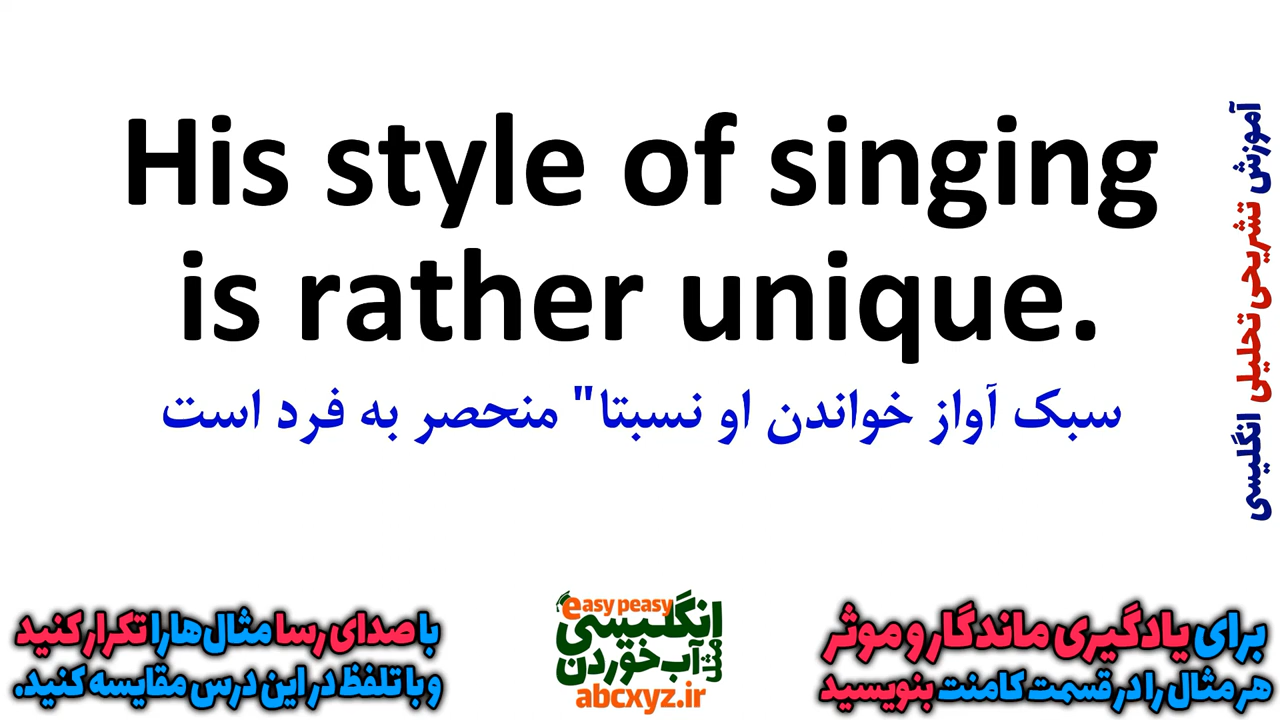 His style of singing
is rather unique.
سبک آواز خواندن او نسبتا" منحصر به فرد است
آموزش تشریحی تحلیلی انگلیسی
برای یادگیری ماندگار و موثر
هر مثال را در قسمت کامنت بنویسید
easy peasy
انگلیسی
مثل آب خوردن
abcxyz.ir
با صدای رسا مثال‌ها را تکرار کنید
و با تلفظ در این درس مقایسه کنید.